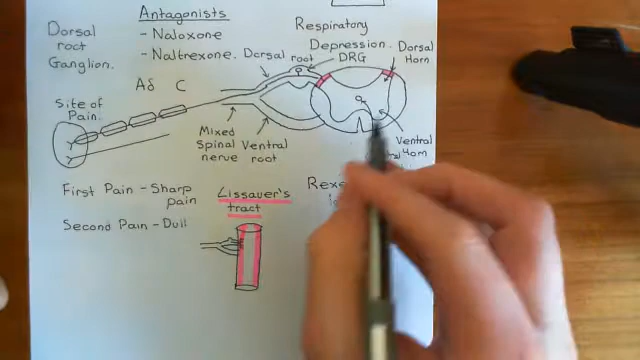 Antagonists
- Naloxone
- Naltrexone.
Dorsal
root
Ganglion.
Respiratory
Depression.
DRG
Dorsal root
Dorsal
Horn
Aδ C
Site of
Pain.
Mixed
Spinal
nerve
Ventral
root
Ventral
Horn
First Pain - Sharp
pain
Second Pain - Dull
Lissauer's
tract